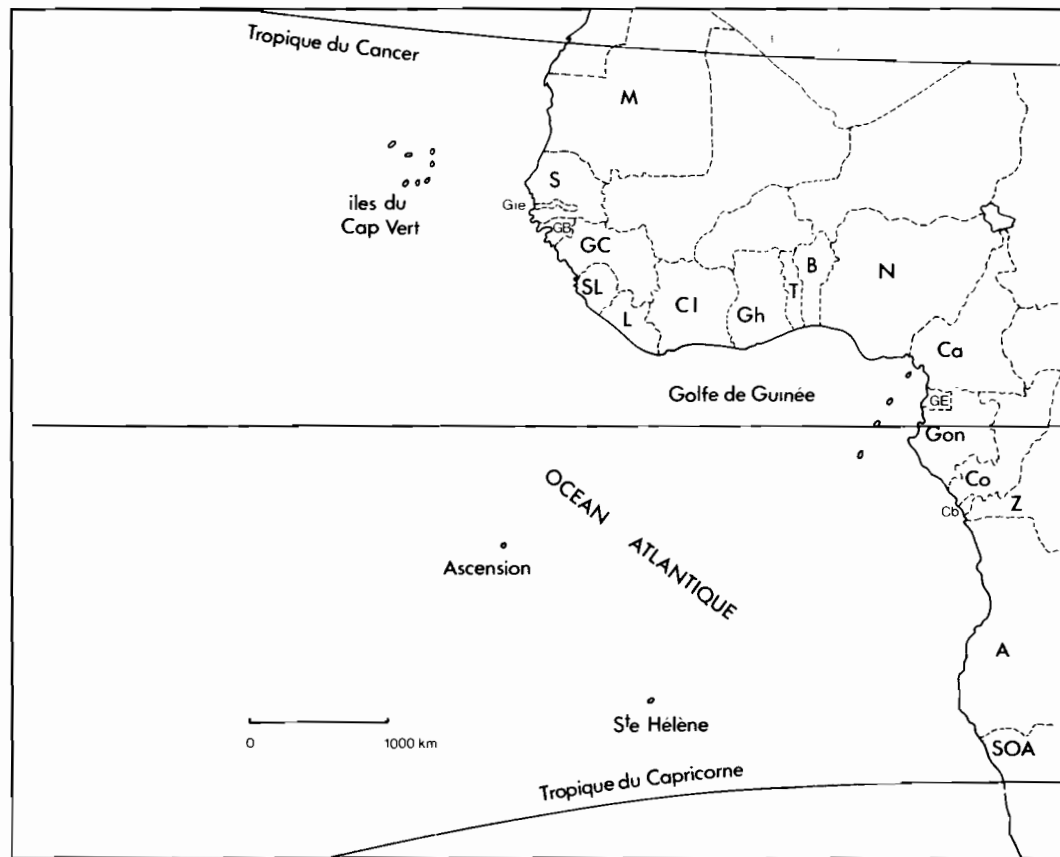 Tropique du Cancer
M
îles du
Cap Vert
S
Gie
GB
GC
SL
L
CI
Gh
T
B
N
Ca
Golfe de Guinée
GE
Gon
Co
Cb
Z
OCEAN ATLANTIQUE
Ascension
A
Ste Hélène
0 1000 km
SOA
Tropique du Capricorne